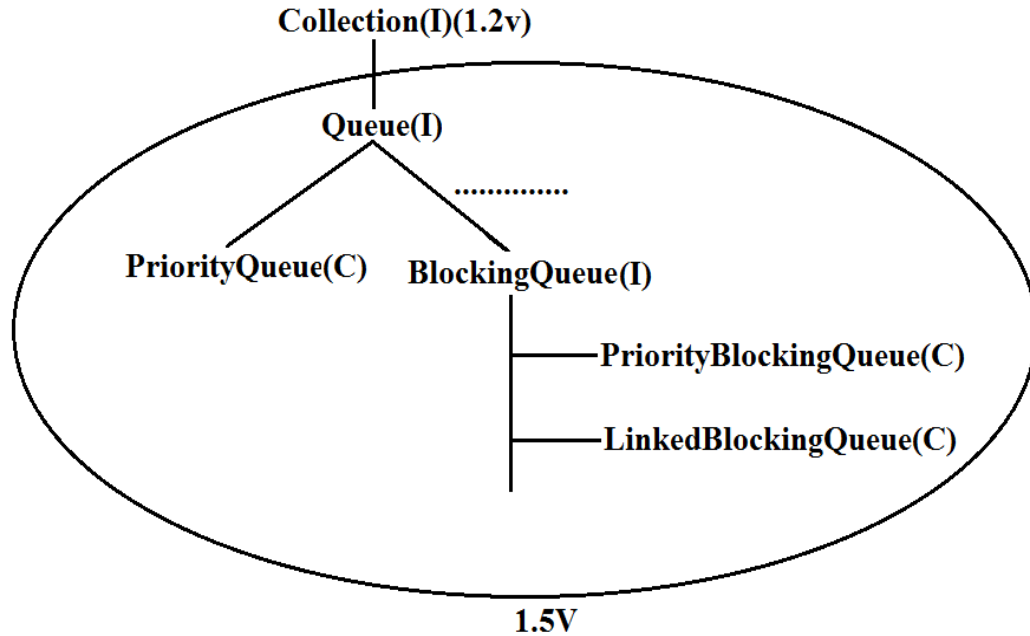 Collection(I)(1.2v)
Queue(I)
..............
PriorityQueue(C)
BlockingQueue(I)
PriorityBlockingQueue(C)
LinkedBlockingQueue(C)
1.5V